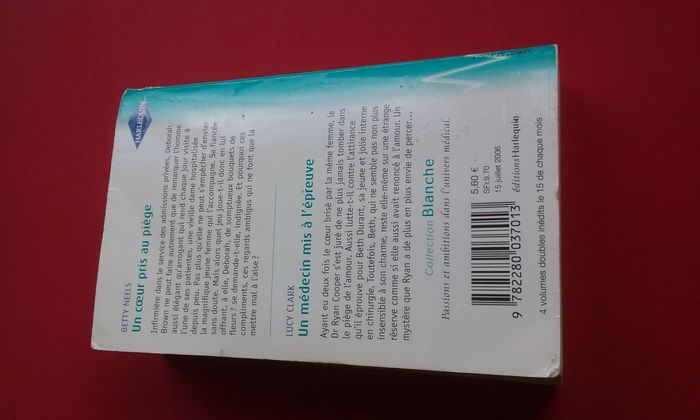 HARLEQUIN
BETTY NEELS
Un cœur pris au piège
Infirmière dans le service des admissions privées, Deborah
Brown ne peut faire autrement que de remarquer l'homme
aussi élégant qu'arrogant qui rend chaque jour visite à
l'une de ses patientes, une vieille dame hospitalisée
depuis peu. Pas plus qu'elle ne peut s'empêcher d'envier
la magnifique jeune femme qui l'accompagne. Sa fiancée
sans doute. Mais alors quel jeu joue-t-il donc en lui
offrant, à elle, Deborah, de somptueux bouquets de
fleurs ? se demande-t-elle, indignée. Et pourquoi ces
compliments, ces regards ambigus qui ne font que la
mettre mal à l'aise ?
LUCY CLARK
Un médecin mis à l'épreuve
Ayant eu deux fois le cœur brisé par la même femme, le
Dr Ryan Cooper s'est juré de ne plus jamais tomber dans
le piège de l'amour. Aussi lutte-t-il contre l'attirance
qu'il éprouve pour Beth Durant, sa jeune et jolie interne
en chirurgie. Toutefois, Beth, qui ne semble pas non plus
insensible à son charme, reste elle-même sur une étrange
réserve comme si elle aussi avait renoncé à l'amour. Un
mystère que Ryan a de plus en plus envie de percer...
Collection Blanche
Passions et ambitions dans l'univers médical.
5,60 €
SF/9.70
15 juillet 2006
éditions Harlequin
9 782280 037013
4 volumes doubles inédits le 15 de chaque mois